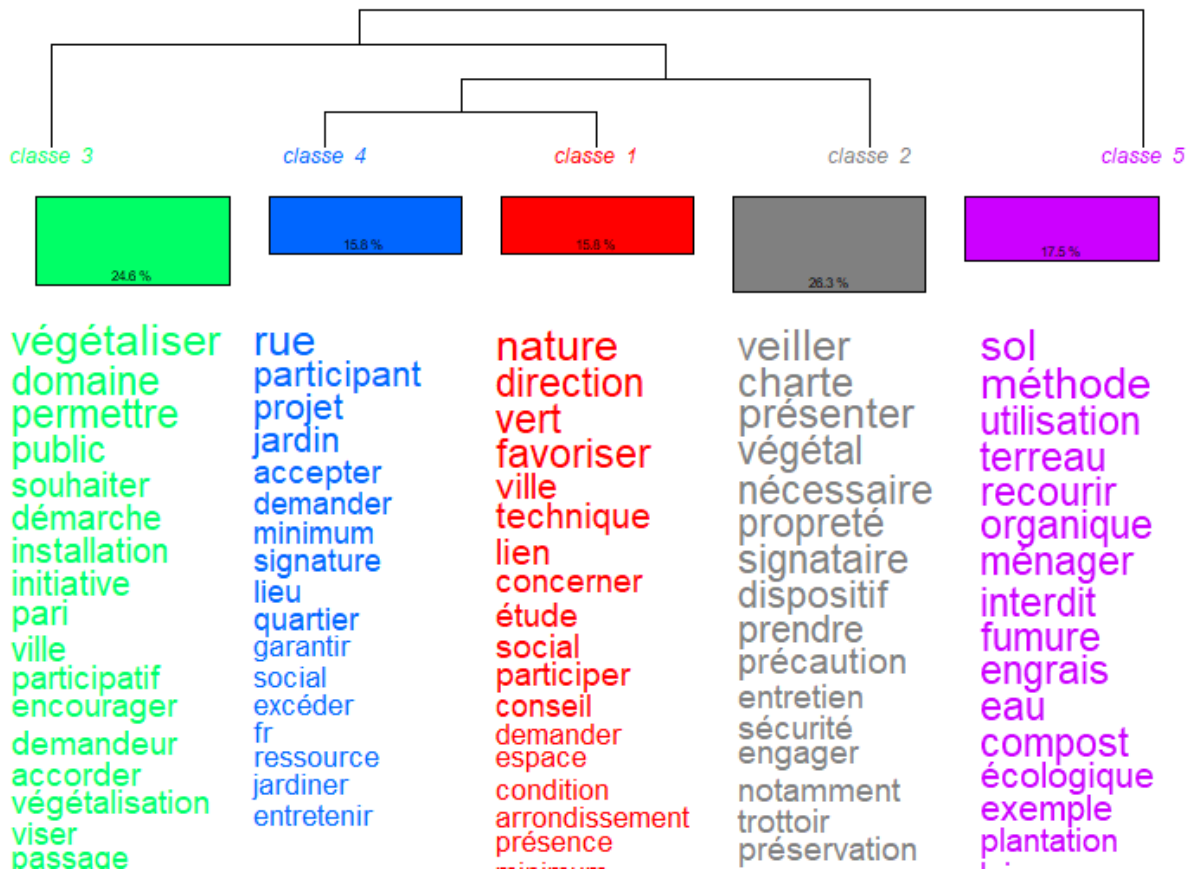 classe 3
classe 4
classe 1
classe 2
classe 5
24.6 %
15.8 %
15.8 %
26.3 %
17.5 %
végétaliser
domaine
permettre
public
souhaiter
démarche
installation
initiative
pari
ville
participatif
encourager
demandeur
accorder
végétalisation
viser
passage
rue
participant
projet
jardin
accepter
demander
minimum
signature
lieu
quartier
garantir
social
excéder
fr
ressource
jardiner
entretenir
nature
direction
vert
favoriser
ville
technique
lien
concerner
étude
social
participer
conseil
demander
espace
condition
arrondissement
présence
veiller
charte
présenter
végétal
nécessaire
propreté
signataire
dispositif
prendre
précaution
entretien
sécurité
engager
notamment
trottoir
préservation
sol
méthode
utilisation
terreau
recourir
organique
ménager
interdit
fumure
engrais
eau
compost
écologique
exemple
plantation